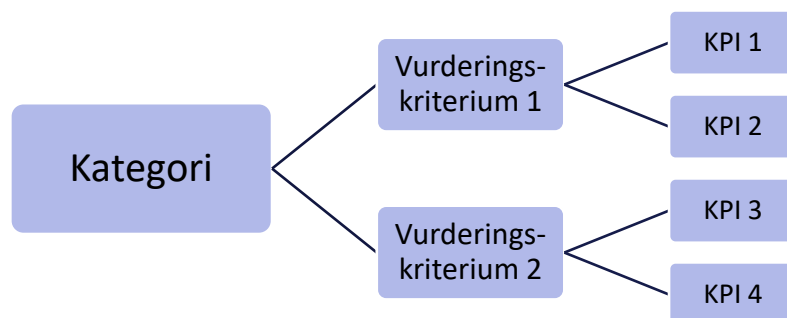 Kategori
Vurderings-
kriterium 1
KPI 1
KPI 2
Vurderings-
kriterium 2
KPI 3
KPI 4